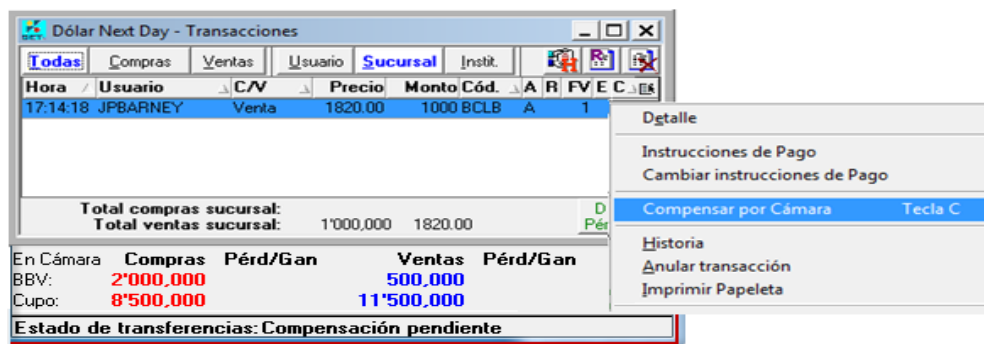 Dólar Next Day - Transacciones
Todas Compras Ventas Usuario Sucursal Instit.
Hora Usuario C/V Precio Monto Cód. A R FV E C
17:14:18 JPBARNEY Venta 1820.00 1000 BCLB A 1
Detalle
Instrucciones de Pago
Cambiar instrucciones de Pago
Compensar por Cámara Tecla C
Historia
Anular transacción
Imprimir Papeleta
Total compras sucursal:
Total ventas sucursal: 1'000,000 1820.00
En Cámara Compras Pérd/Gan Ventas Pérd/Gan
BBV: 2'000,000 500,000
Cupo: 8'500,000 11'500,000
Estado de transferencias: Compensación pendiente